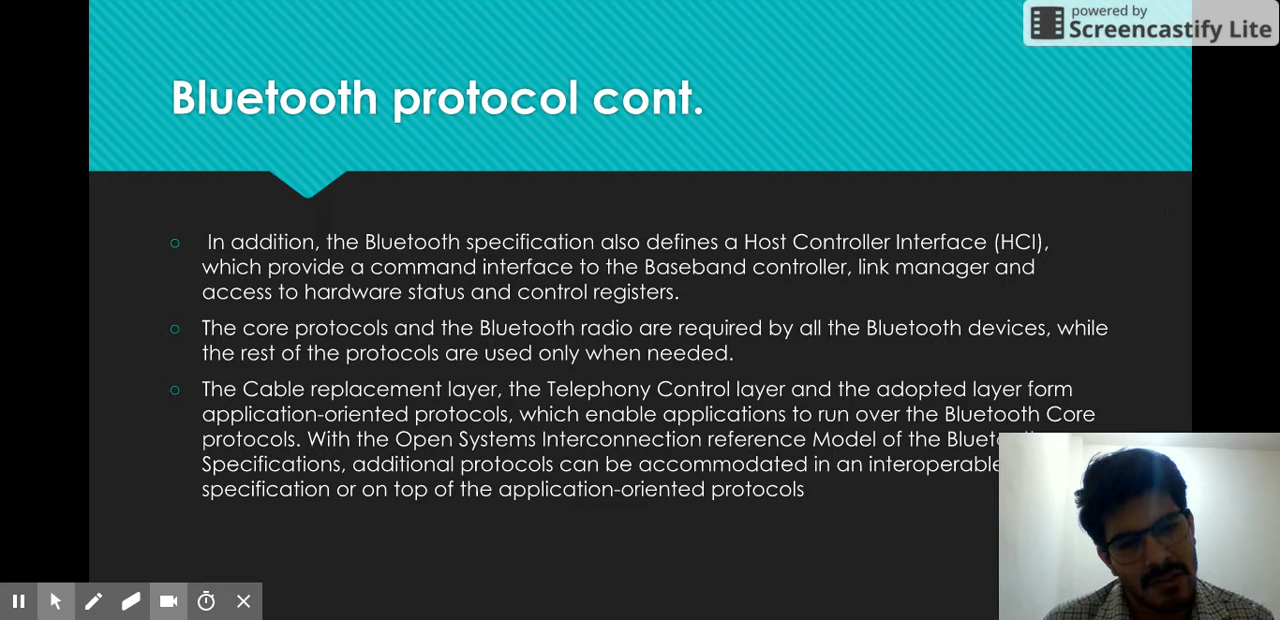 powered by
Screencastify Lite
Bluetooth protocol cont.
In addition, the Bluetooth specification also defines a Host Controller Interface (HCI),
which provide a command interface to the Baseband controller, link manager and
access to hardware status and control registers.
The core protocols and the Bluetooth radio are required by all the Bluetooth devices, while
the rest of the protocols are used only when needed.
The Cable replacement layer, the Telephony Control layer and the adopted layer form
application-oriented protocols, which enable applications to run over the Bluetooth Core
protocols. With the Open Systems Interconnection reference Model of the Bluetooth
Specifications, additional protocols can be accommodated in an interoperable
specification or on top of the application-oriented protocols